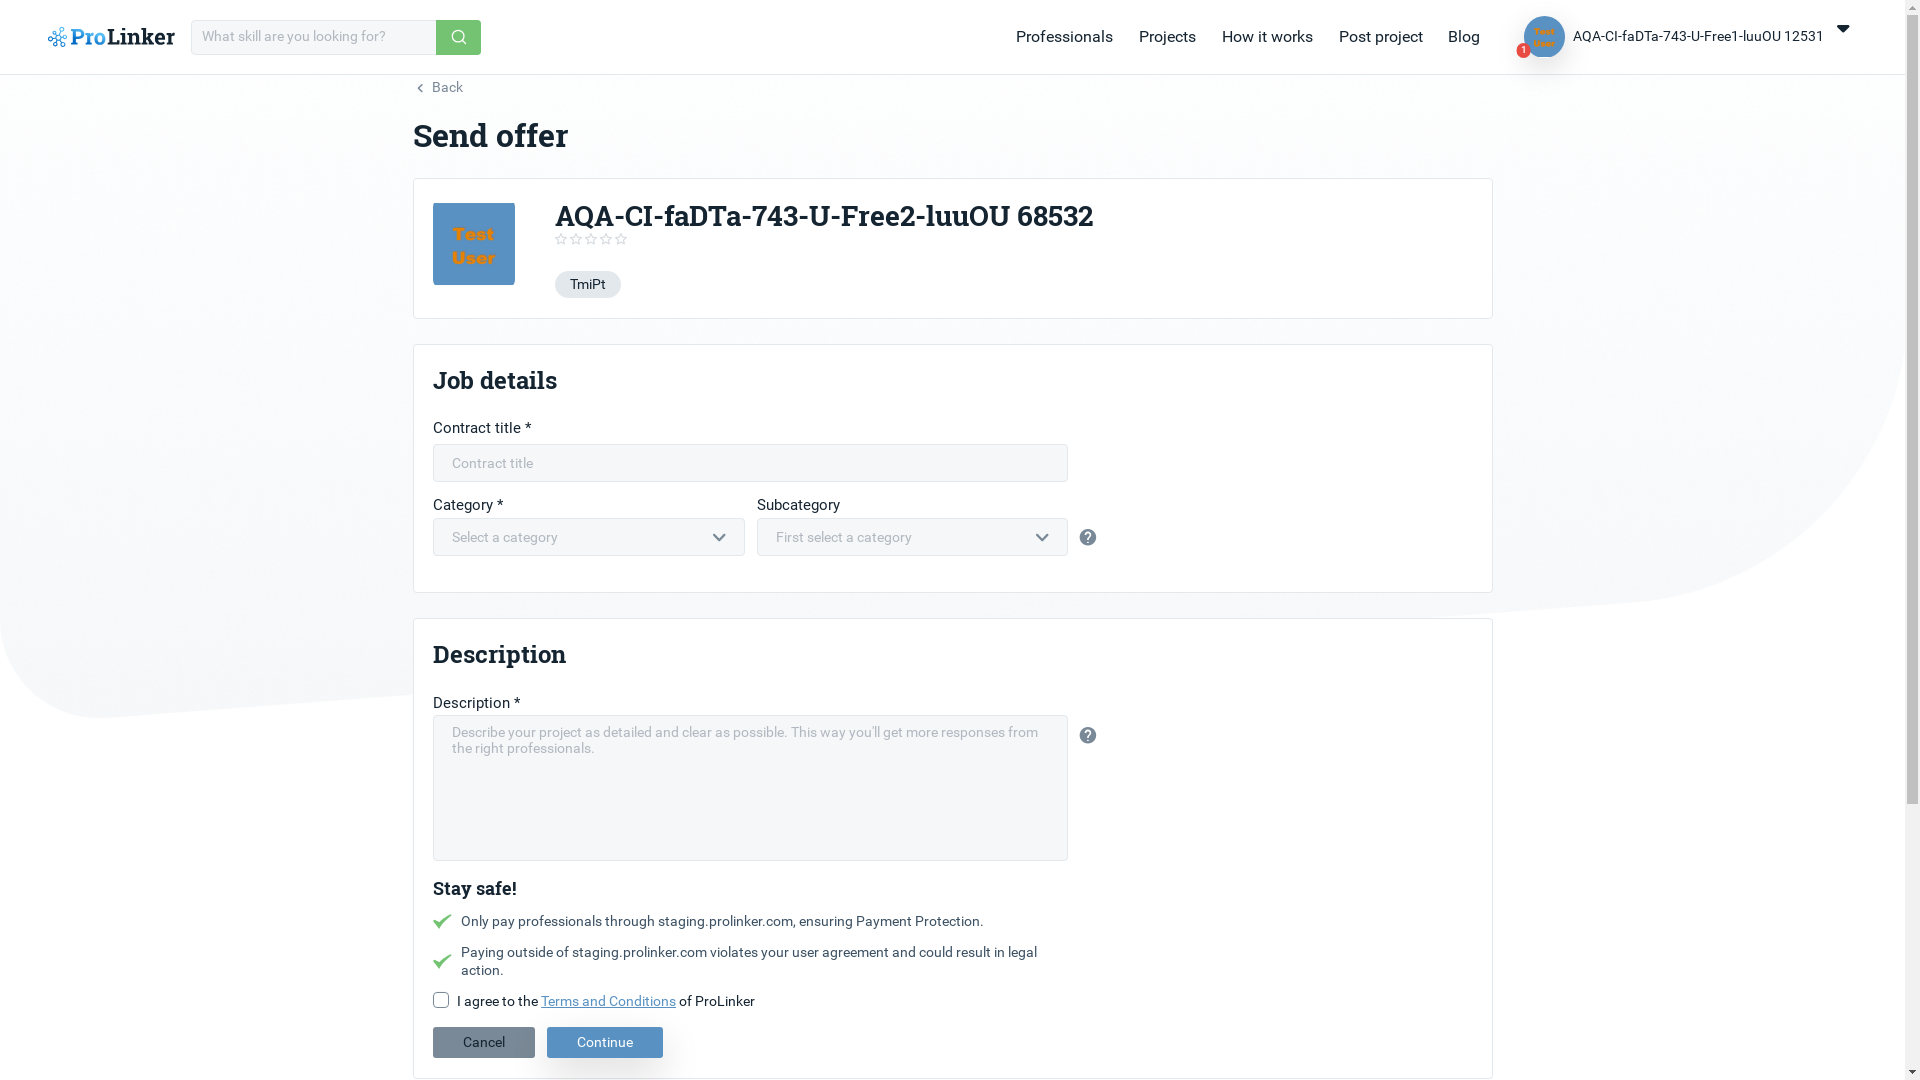 ProLinker
What skill are you looking for?
Professionals
Projects
How it works
Post project
Blog
Test
User
1
AQA-CI-faDTa-743-U-Free1-luuOU 12531
Back
Send offer
Test
User
AQA-CI-faDTa-743-U-Free2-luuOU 68532
TmiPt
Job details
Contract title *
Contract title
Category *
Subcategory
Select a category
First select a category
?
Description
Description *
Describe your project as detailed and clear as possible. This way you'll get more responses from
the right professionals.
?
Stay safe!
Only pay professionals through staging.prolinker.com, ensuring Payment Protection.
Paying outside of staging.prolinker.com violates your user agreement and could result in legal
action.
I agree to the Terms and Conditions of ProLinker
Cancel
Continue